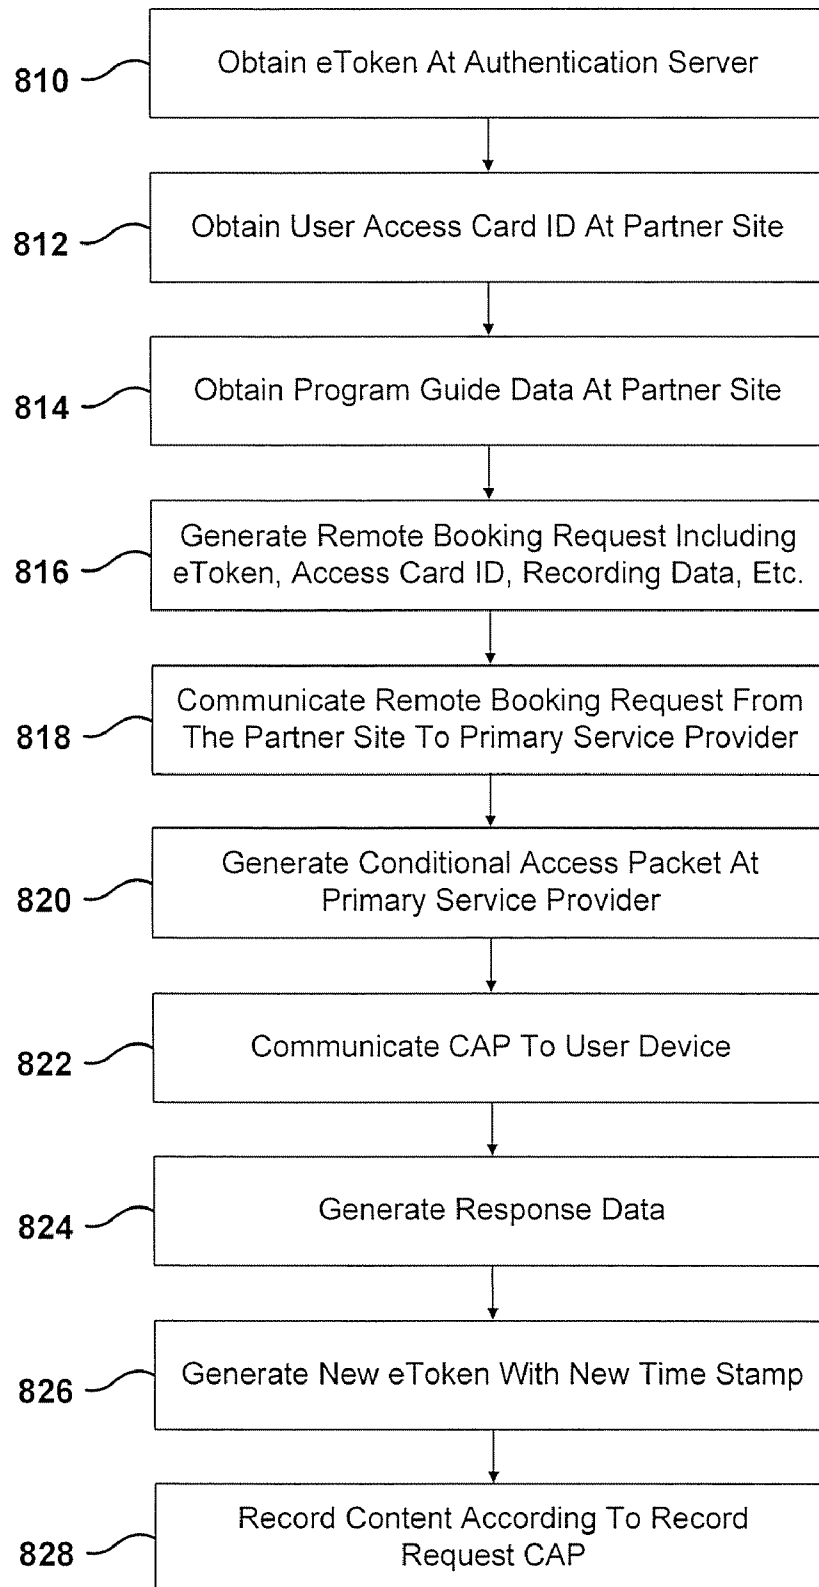 810
Obtain eToken At Authentication Server
812
Obtain User Access Card ID At Partner Site
814
Obtain Program Guide Data At Partner Site
816
Generate Remote Booking Request Including
eToken, Access Card ID, Recording Data, Etc.
818
Communicate Remote Booking Request From
The Partner Site To Primary Service Provider
820
Generate Conditional Access Packet At
Primary Service Provider
822
Communicate CAP To User Device
824
Generate Response Data
826
Generate New eToken With New Time Stamp
828
Record Content According To Record
Request CAP